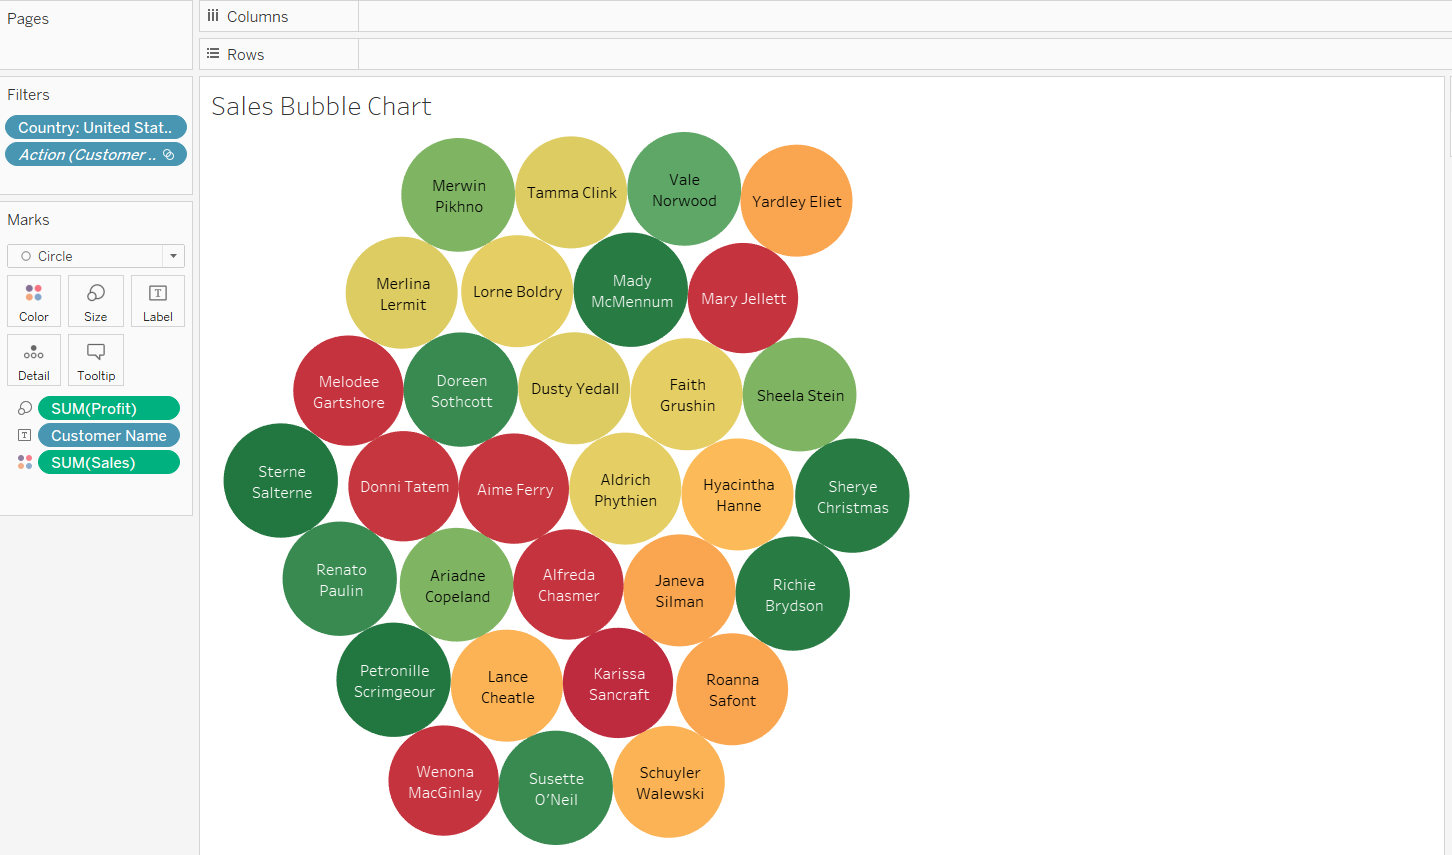 Pages
Columns
Rows
Filters
Country: United Stat..
Action (Customer ..
Marks
Circle
Color
Size
T
Label
Detail
Tooltip
SUM(Profit)
T
Customer Name
SUM(Sales)
Sales Bubble Chart
Merwin
Pikhno
Tamma Clink
Vale
Norwood
Yardley Eliet
Merlina
Lermit
Lorne Boldry
Mady
McMennum
Mary Jellett
Melodee
Gartshore
Doreen
Sothcott
Dusty Yedall
Faith
Grushin
Sheela Stein
Sterne
Salterne
Donni Tatem
Aime Ferry
Aldrich
Phythien
Hyacintha
Hanne
Sherye
Christmas
Renato
Paulin
Ariadne
Copeland
Alfreda
Chasmer
Janeva
Silman
Richie
Brydson
Petronille
Scrimgeour
Lance
Cheatle
Karissa
Sancraft
Roanna
Safont
Wenona
MacGinlay
Susette
O'Neil
Schuyler
Walewski